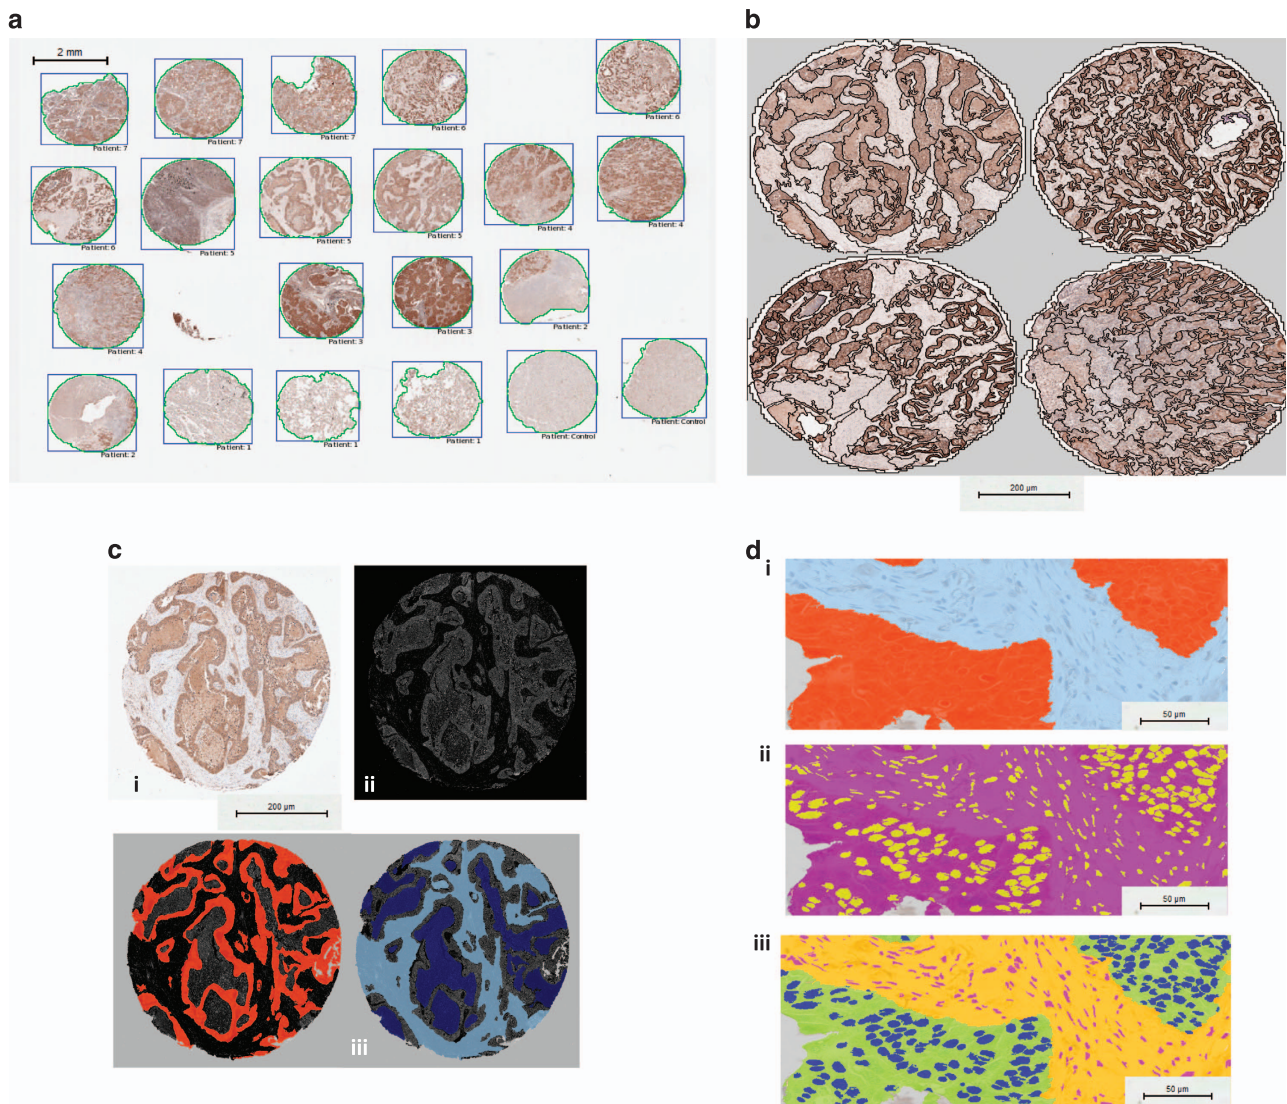 a
2 mm
Patient: 7
Patient: 7
Patient: 7
Patient: 6
Patient: 6
Patient: 6
Patient: 5
Patient: 5
Patient: 5
Patient: 4
Patient: 4
Patient: 4
Patient: 3
Patient: 3
Patient: 2
Patient: 2
Patient: 1
Patient: 1
Patient: 1
Patient: Control
Patient: Control
b
200 µm
c
i
ii
200 µm
iii
d
i
50 µm
ii
50 µm
iii
50 µm